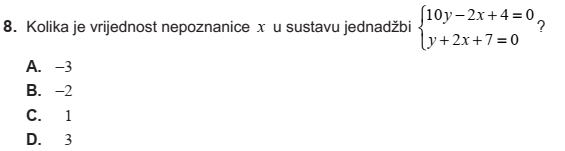 8. Kolika je vrijednost nepoznanice x u sustavu jednadžbi {10y−2x+4=0
y+2x+7=0 ?
A. −3
B. −2
C. 1
D. 3